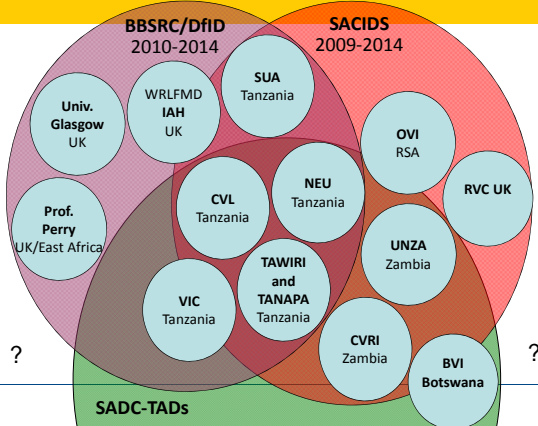 BBSRC/DfID
2010-2014
SACIDS
2009-2014
SUA
Tanzania
WRLFMD
IAH
UK
Univ.
Glasgow
UK
OVI
RSA
RVC UK
NEU
Tanzania
CVL
Tanzania
Prof.
Perry
UK/East Africa
UNZA
Zambia
TAWIRI
and
TANAPA
Tanzania
VIC
Tanzania
CVRI
Zambia
BVI
Botswana
?
?
SADC-TADs